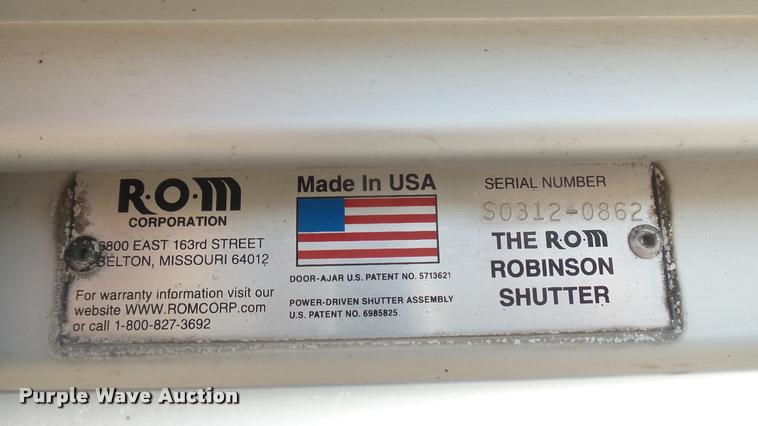 R·O·M
CORPORATION
6800 EAST 163rd STREET
BELTON, MISSOURI 64012
For warranty information visit our
website WWW.ROMCORP.com
or call 1-800-827-3692
Made In USA
DOOR-AJAR U.S. PATENT NO. 5713621
POWER-DRIVEN SHUTTER ASSEMBLY
U.S. PATENT NO. 6985825
SERIAL NUMBER
S0312-0862
THE R·O·M
ROBINSON
SHUTTER
Purple Wave Auction